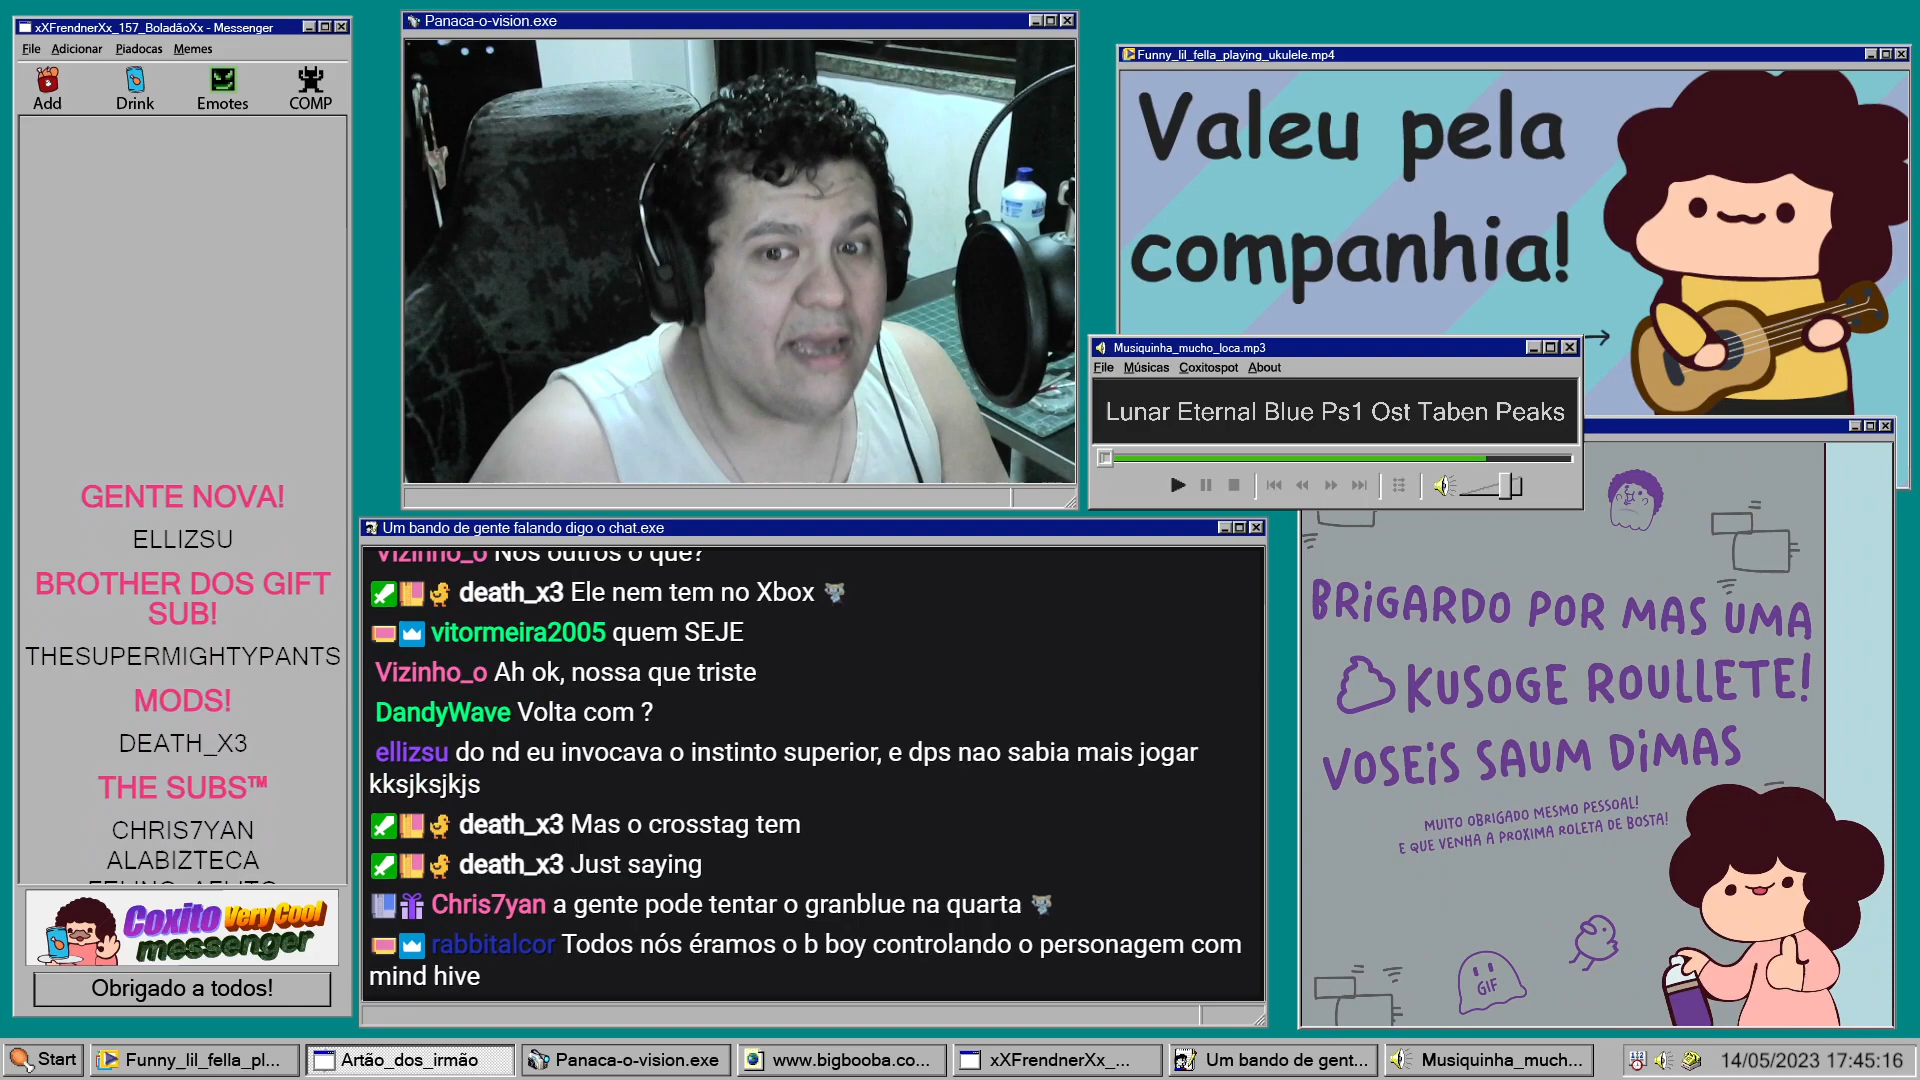 xXFrendnerXx_157_BoladãoXx - Messenger
File Adicionar Piadocas Memes
Add Drink Emotes COMP
GENTE NOVA!
ELLIZSU
BROTHER DOS GIFT
SUB!
THESUPERMIGHTYPANTS
MODS!
DEATH_X3
THE SUBS™
CHRIS7YAN
ALABIZTECA
Coxito Very Cool
messenger
Obrigado a todos!
Panaca-o-vision.exe
Funny_lil_fella_playing_ukulele.mp4
Valeu pela
companhia!
Musiquinha_mucho_loca.mp3
File Músicas Coxitospot About
Lunar Eternal Blue Ps1 Ost Taben Peaks
Um bando de gente falando digo o chat.exe
Vizinho_o Nos outros o que?
death_x3 Ele nem tem no Xbox
vitormeira2005 quem SEJE
Vizinho_o Ah ok, nossa que triste
DandyWave Volta com ?
ellizsu do nd eu invocava o instinto superior, e dps nao sabia mais jogar
kksjksjkjs
death_x3 Mas o crosstag tem
death_x3 Just saying
Chris7yan a gente pode tentar o granblue na quarta
rabbitalcor Todos nós éramos o b boy controlando o personagem com
mind hive
BRiGARDO POR MAS UMA
KUSOGE ROULLETE!
VOSEiS SAUM DiMAS
MUITO OBRIGADO MESMO PESSOAL!
E QUE VENHA A PROXIMA ROLETA DE BOSTA!
GIF
Start
Funny_lil_fella_pl...
Artão_dos_irmão
Panaca-o-vision.exe
www.bigbooba.co...
xXFrendnerXx_...
Um bando de gent...
Musiquinha_much...
14/05/2023 17:45:16